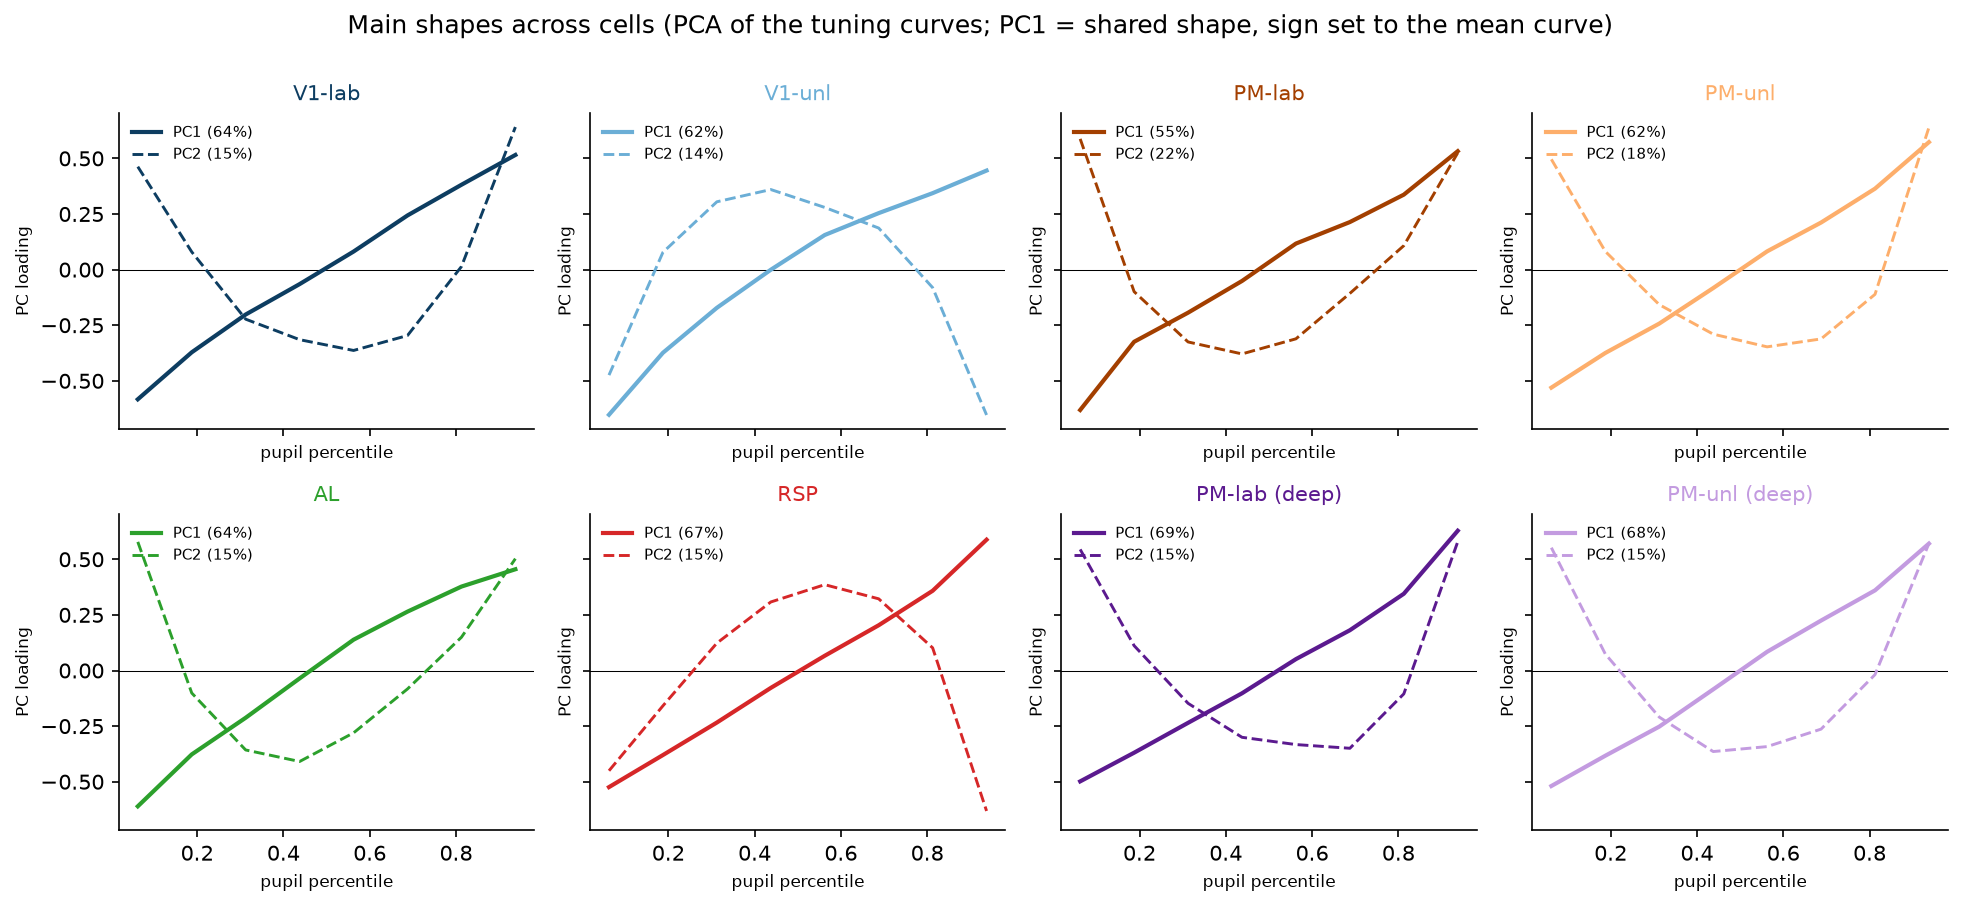 Main shapes across cells (PCA of the tuning curves; PC1 = shared shape, sign set to the mean curve)
V1-lab
PC1 (64%)
PC2 (15%)
0.50
0.25
0.00
−0.25
−0.50
PC loading
pupil percentile
V1-unl
PC1 (62%)
PC2 (14%)
PC loading
pupil percentile
PM-lab
PC1 (55%)
PC2 (22%)
PC loading
pupil percentile
PM-unl
PC1 (62%)
PC2 (18%)
PC loading
pupil percentile
AL
PC1 (64%)
PC2 (15%)
0.50
0.25
0.00
−0.25
−0.50
PC loading
0.2 0.4 0.6 0.8
pupil percentile
RSP
PC1 (67%)
PC2 (15%)
PC loading
0.2 0.4 0.6 0.8
pupil percentile
PM-lab (deep)
PC1 (69%)
PC2 (15%)
PC loading
0.2 0.4 0.6 0.8
pupil percentile
PM-unl (deep)
PC1 (68%)
PC2 (15%)
PC loading
0.2 0.4 0.6 0.8
pupil percentile